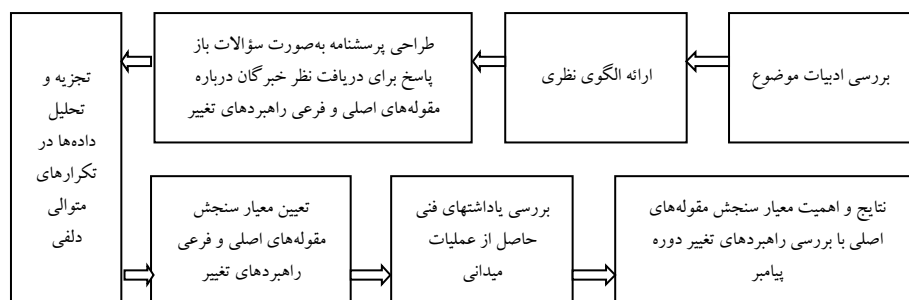 بررسی ادبیات موضوع
ارائه الگوی نظری
طراحی پرسشنامه به‌صورت سؤالات باز
پاسخ برای دریافت نظر خبرگان درباره
مقوله‌های اصلی و فرعی راهبردهای تغییر
تجزیه و
تحلیل
داده‌ها در
تکرارهای
متوالی
دلفی
تعیین معیار سنجش
مقوله‌های اصلی و فرعی
راهبردهای تغییر
بررسی یاداشتهای فنی
حاصل از عملیات
میدانی
نتایج و اهمیت معیار سنجش مقوله‌های
اصلی با بررسی راهبردهای تغییر دوره
پیامبر